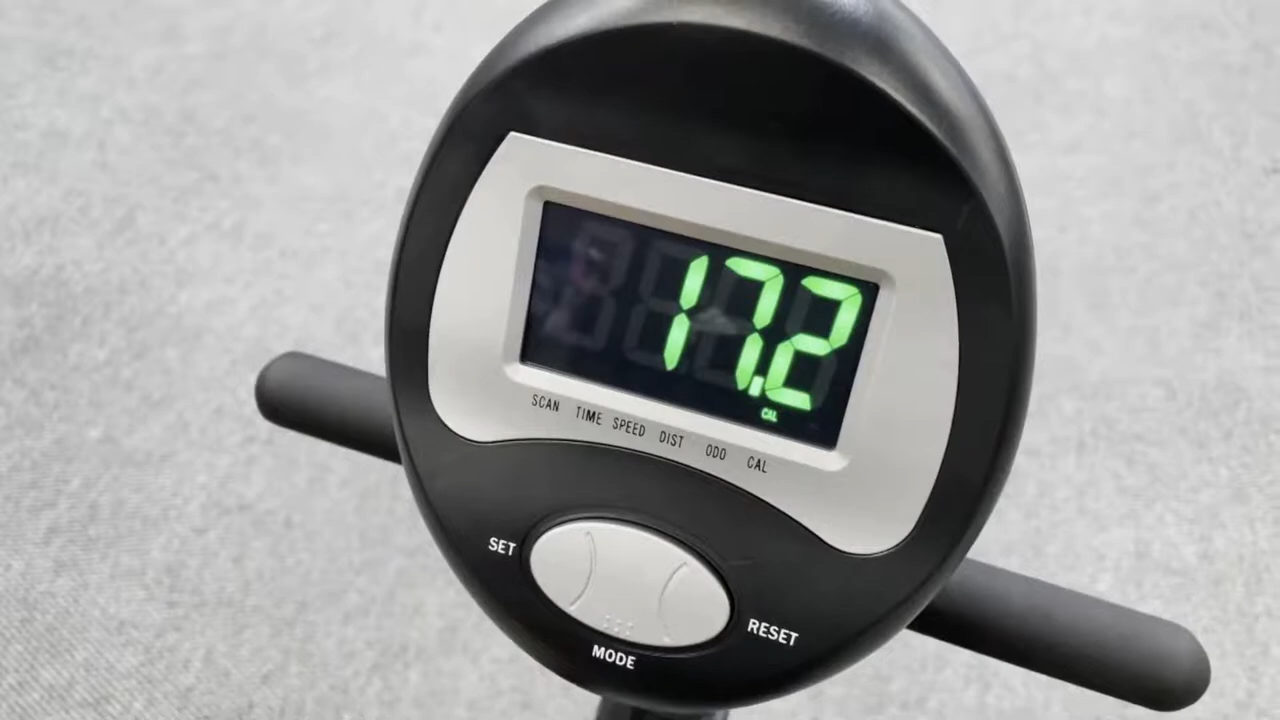 17.2
CAL
SCAN TIME SPEED DIST ODO CAL
SET
RESET
MODE